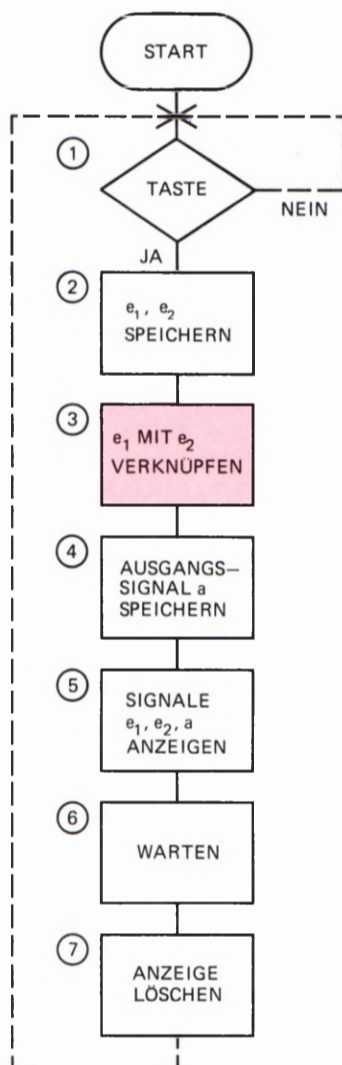 START
① TASTE
NEIN
JA
② e₁, e₂
SPEICHERN
③ e₁ MIT e₂
VERKNÜPFEN
④ AUSGANGS–
SIGNAL a
SPEICHERN
⑤ SIGNALE
e₁, e₂, a
ANZEIGEN
⑥ WARTEN
⑦ ANZEIGE
LÖSCHEN